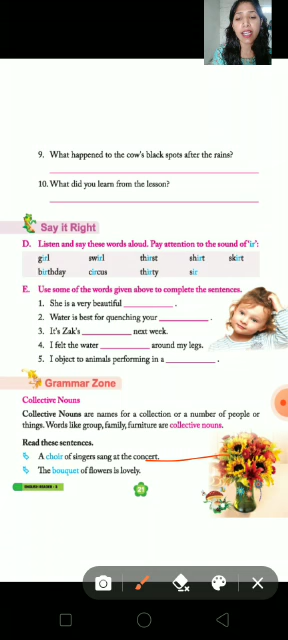 9. What happened to the cow's black spots after the rains?
10. What did you learn from the lesson?
Say it Right
D. Listen and say these words aloud. Pay attention to the sound of 'ir':
girl swirl thirst shirt skirt
birthday circus thirty sir
E. Use some of the words given above to complete the sentences.
1. She is a very beautiful ____________ .
2. Water is best for quenching your ____________ .
3. It's Zak's ____________ next week.
4. I felt the water ____________ around my legs.
5. I object to animals performing in a ____________ .
Grammar Zone
Collective Nouns
Collective Nouns are names for a collection or a number of people or
things. Words like group, family, furniture are collective nouns.
Read these sentences.
A choir of singers sang at the concert.
The bouquet of flowers is lovely.
31